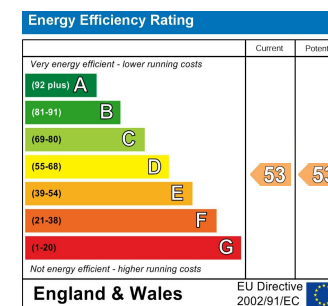 Energy Efficiency Rating
Current Potent
Very energy efficient - lower running costs
(92 plus) A
(81-91) B
(69-80) C
(55-68) D
(39-54) E
(21-38) F
(1-20) G
53 53
Not energy efficient - higher running costs
England & Wales
EU Directive
2002/91/EC